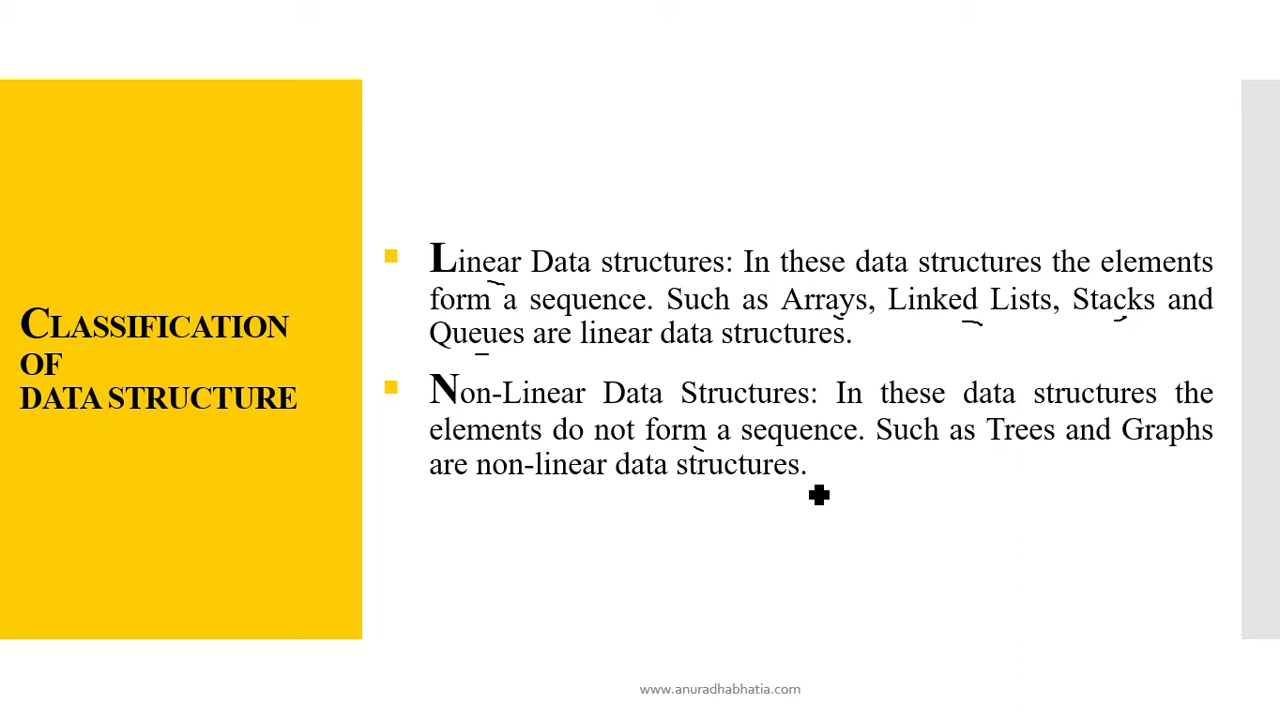 CLASSIFICATION
OF
DATA STRUCTURE
Linear Data structures: In these data structures the elements
form a sequence. Such as Arrays, Linked Lists, Stacks and
Queues are linear data structures.
Non-Linear Data Structures: In these data structures the
elements do not form a sequence. Such as Trees and Graphs
are non-linear data structures.
www.anuradhabhatia.com